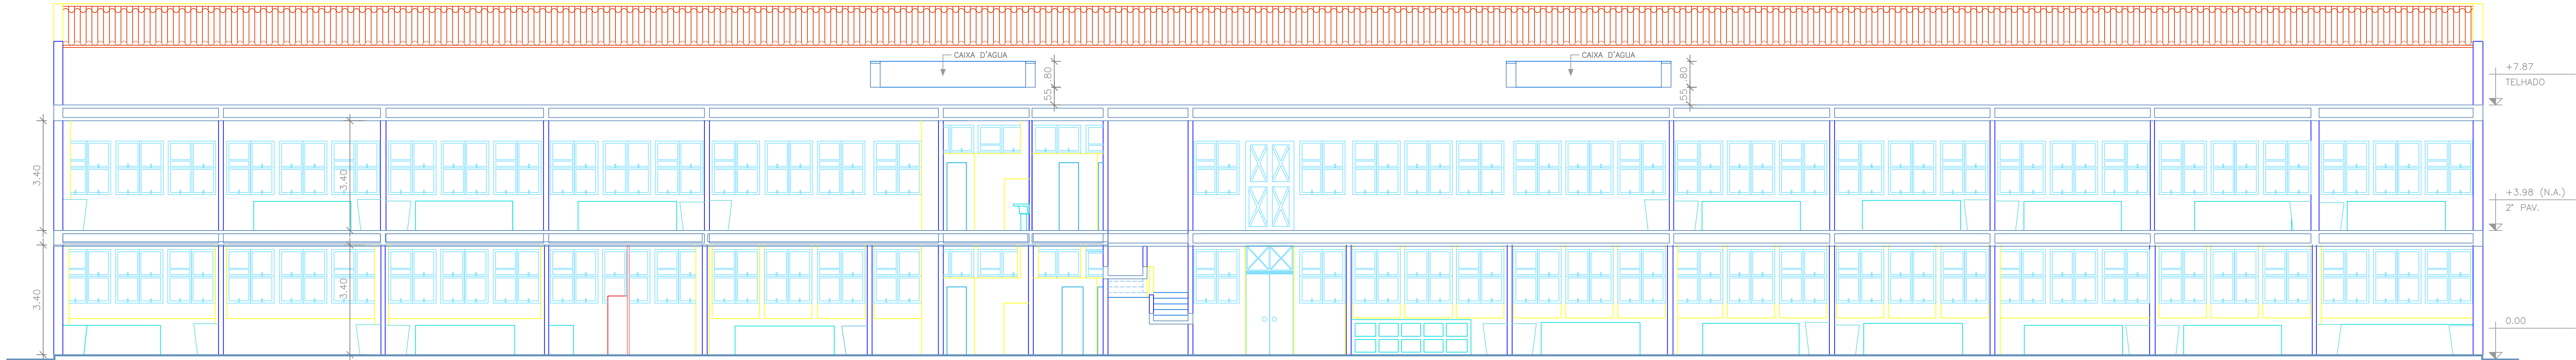 CAIXA D'AGUA
CAIXA D'AGUA
.80
.55
.80
.55
+7.87
TELHADO
3.40
3.40
+3.98 (N.A.)
2° PAV.
3.40
3.40
0.00